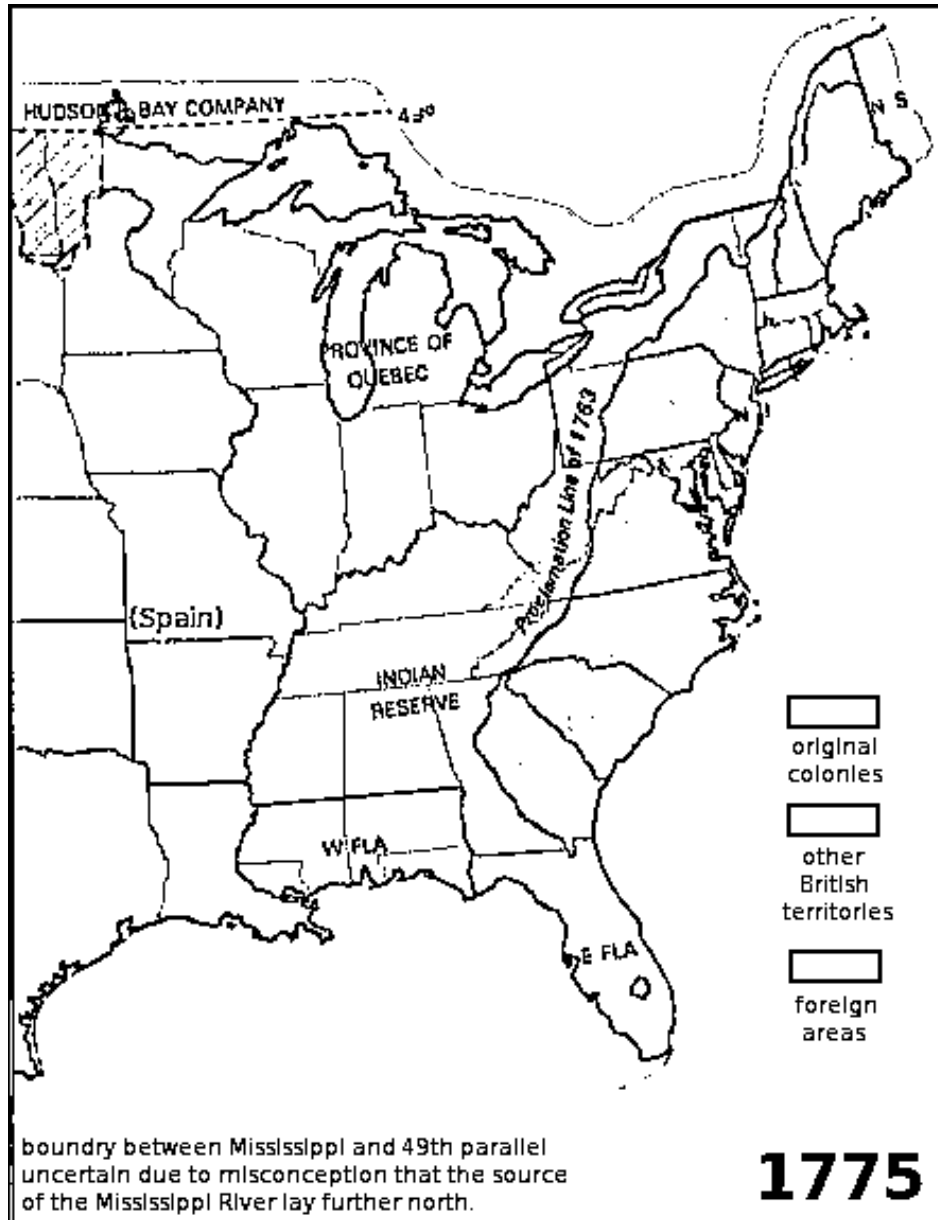 HUDSON BAY COMPANY
49º
N S
PROVINCE OF
QUEBEC
Proclamation Line of 1763
(Spain)
INDIAN
RESERVE
W FLA
E FLA
original
colonies
other
British
territories
foreign
areas
boundry between Mississippi and 49th parallel
uncertain due to misconception that the source
of the Mississippi River lay further north.
1775